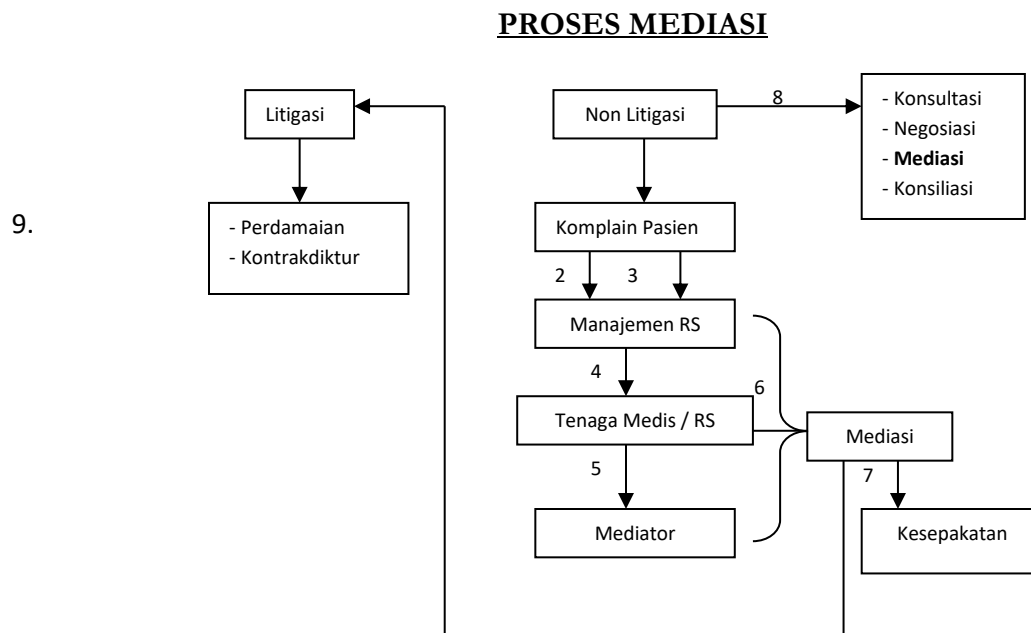 PROSES MEDIASI
Litigasi
Non Litigasi
8
- Konsultasi
- Negosiasi
- Mediasi
- Konsiliasi
9.
- Perdamaian
- Kontrakdiktur
Komplain Pasien
2
3
Manajemen RS
4
6
Tenaga Medis / RS
Mediasi
5
7
Mediator
Kesepakatan